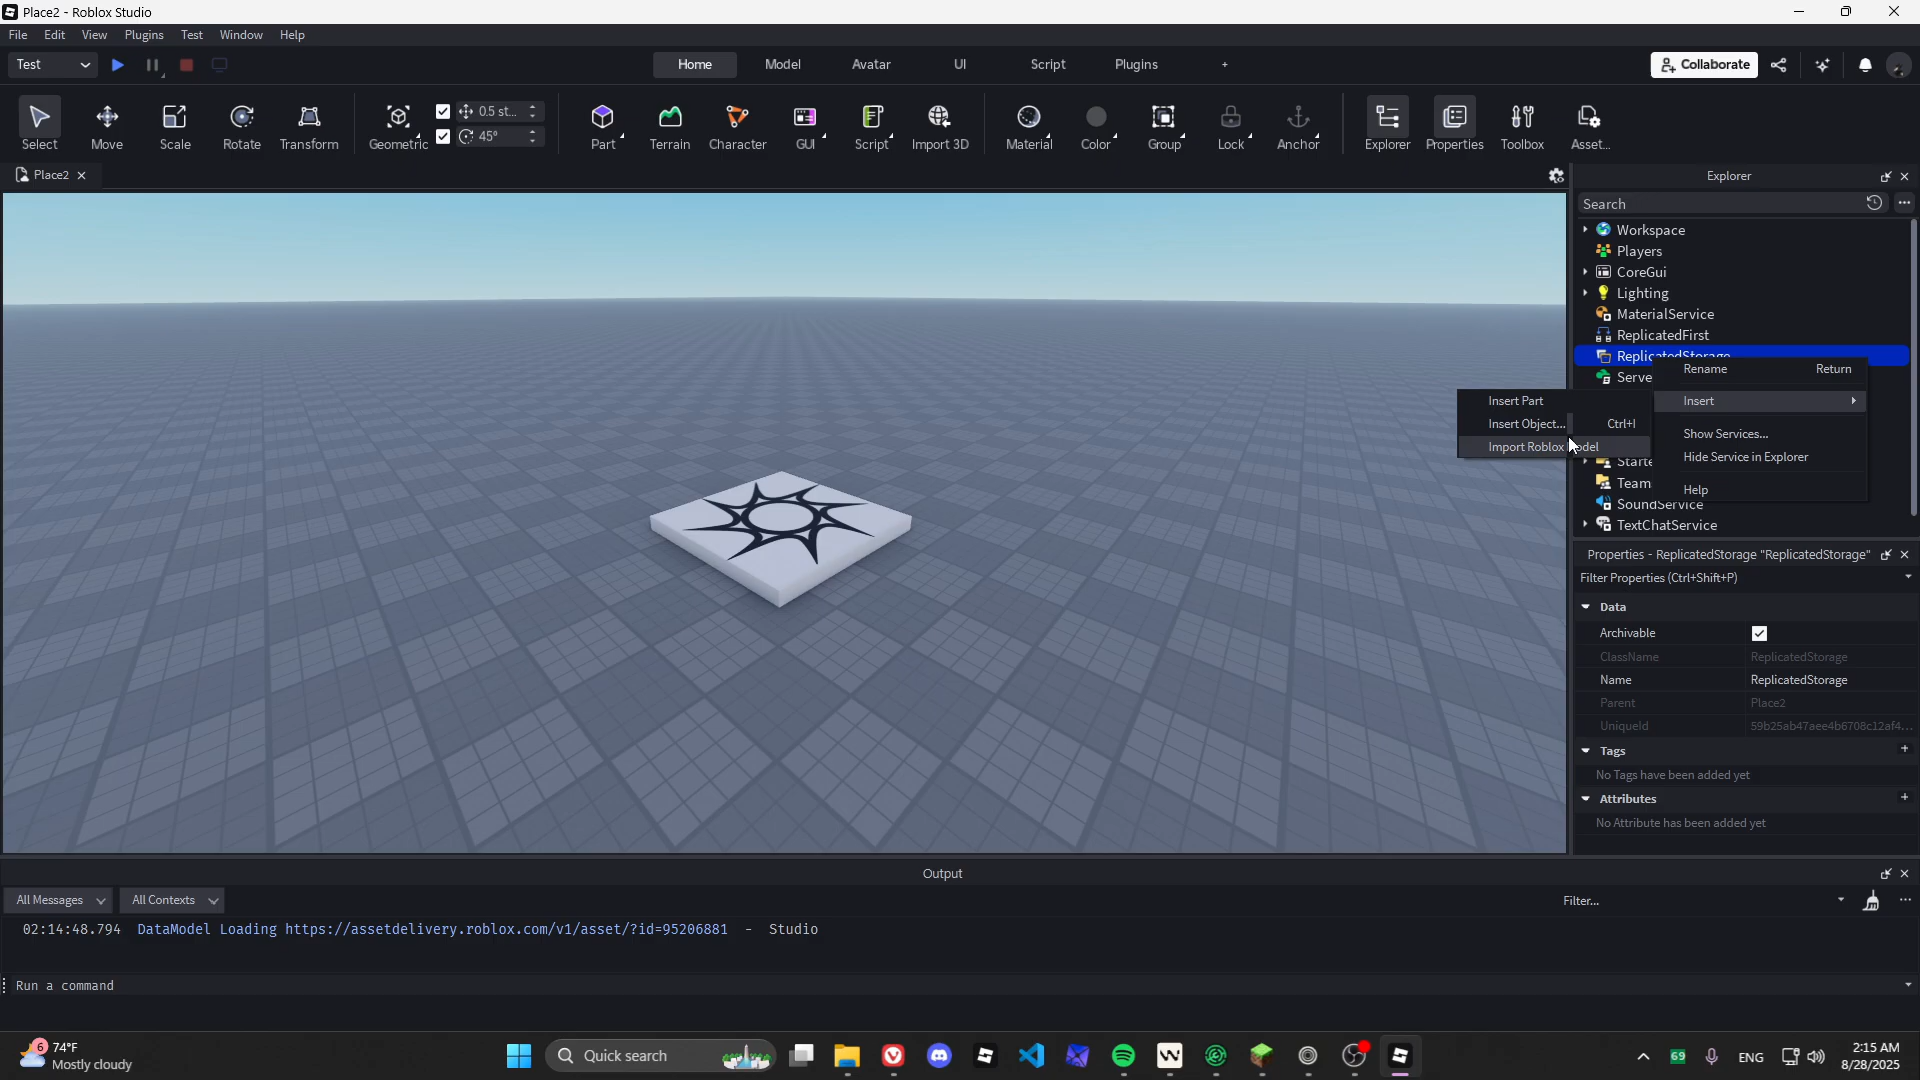 Place2 - Roblox Studio
File Edit View Plugins Test Window Help
Test Home Model Avatar UI Script Plugins + Collaborate
0.5 st...
45°
Select Move Scale Rotate Transform Geometric Part Terrain Character GUI Script Import 3D Material Color Group Lock Anchor Explorer Properties Toolbox Asset...
Place2
Explorer
Search
Workspace
Players
CoreGui
Lighting
MaterialService
ReplicatedFirst
ReplicatedStorage
Rename Return
Serve
Insert
Insert Part
Insert Object... Ctrl+I
Import Roblox
Show Services...
Hide Service in Explorer
Help
Starte
Team
SoundService
TextChatService
Properties - ReplicatedStorage "ReplicatedStorage"
Filter Properties (Ctrl+Shift+P)
Data
Archivable
ClassName ReplicatedStorage
Name ReplicatedStorage
Parent Place2
UniqueId 59b25ab47aee4b6708c12af4...
Tags +
No Tags have been added yet
Attributes +
No Attribute has been added yet
Output
All Messages All Contexts Filter...
02:14:48.794 DataModel Loading https://assetdelivery.roblox.com/v1/asset/?id=95206881 - Studio
Run a command
6 74°F
Mostly cloudy
Quick search
69 ENG
2:15 AM
8/28/2025